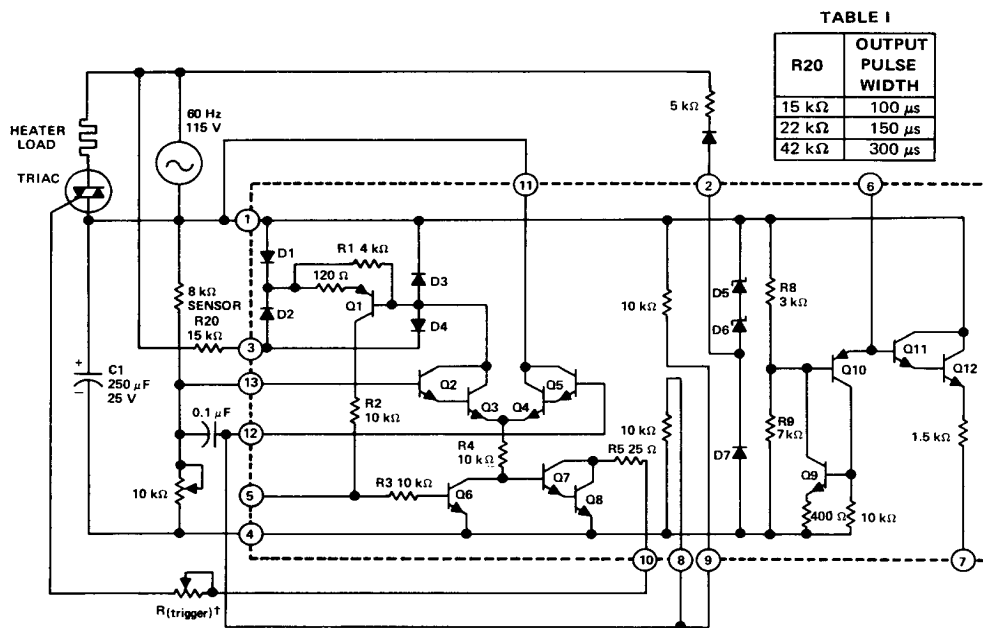 TABLE I
R20
OUTPUT
PULSE
WIDTH
15 kΩ 100 μs
22 kΩ 150 μs
42 kΩ 300 μs
HEATER
LOAD
TRIAC
60 Hz
115 V
5 kΩ
11
2
6
1
D1
R1 4 kΩ
120 Ω
Q1
D2
D3
D4
8 kΩ
SENSOR
R20
15 kΩ
3
13
C1
250 μF
25 V
+
−
0.1 μF
12
R2
10 kΩ
Q2
Q3
Q4
Q5
R4
10 kΩ
R5 25 Ω
10 kΩ
5
R3 10 kΩ
Q6
Q7
Q8
4
10 kΩ
10 kΩ
D5
D6
D7
R8
3 kΩ
R9
7 kΩ
Q10
Q11
Q12
1.5 kΩ
Q9
400 Ω
10 kΩ
10
8
9
7
R(trigger)†